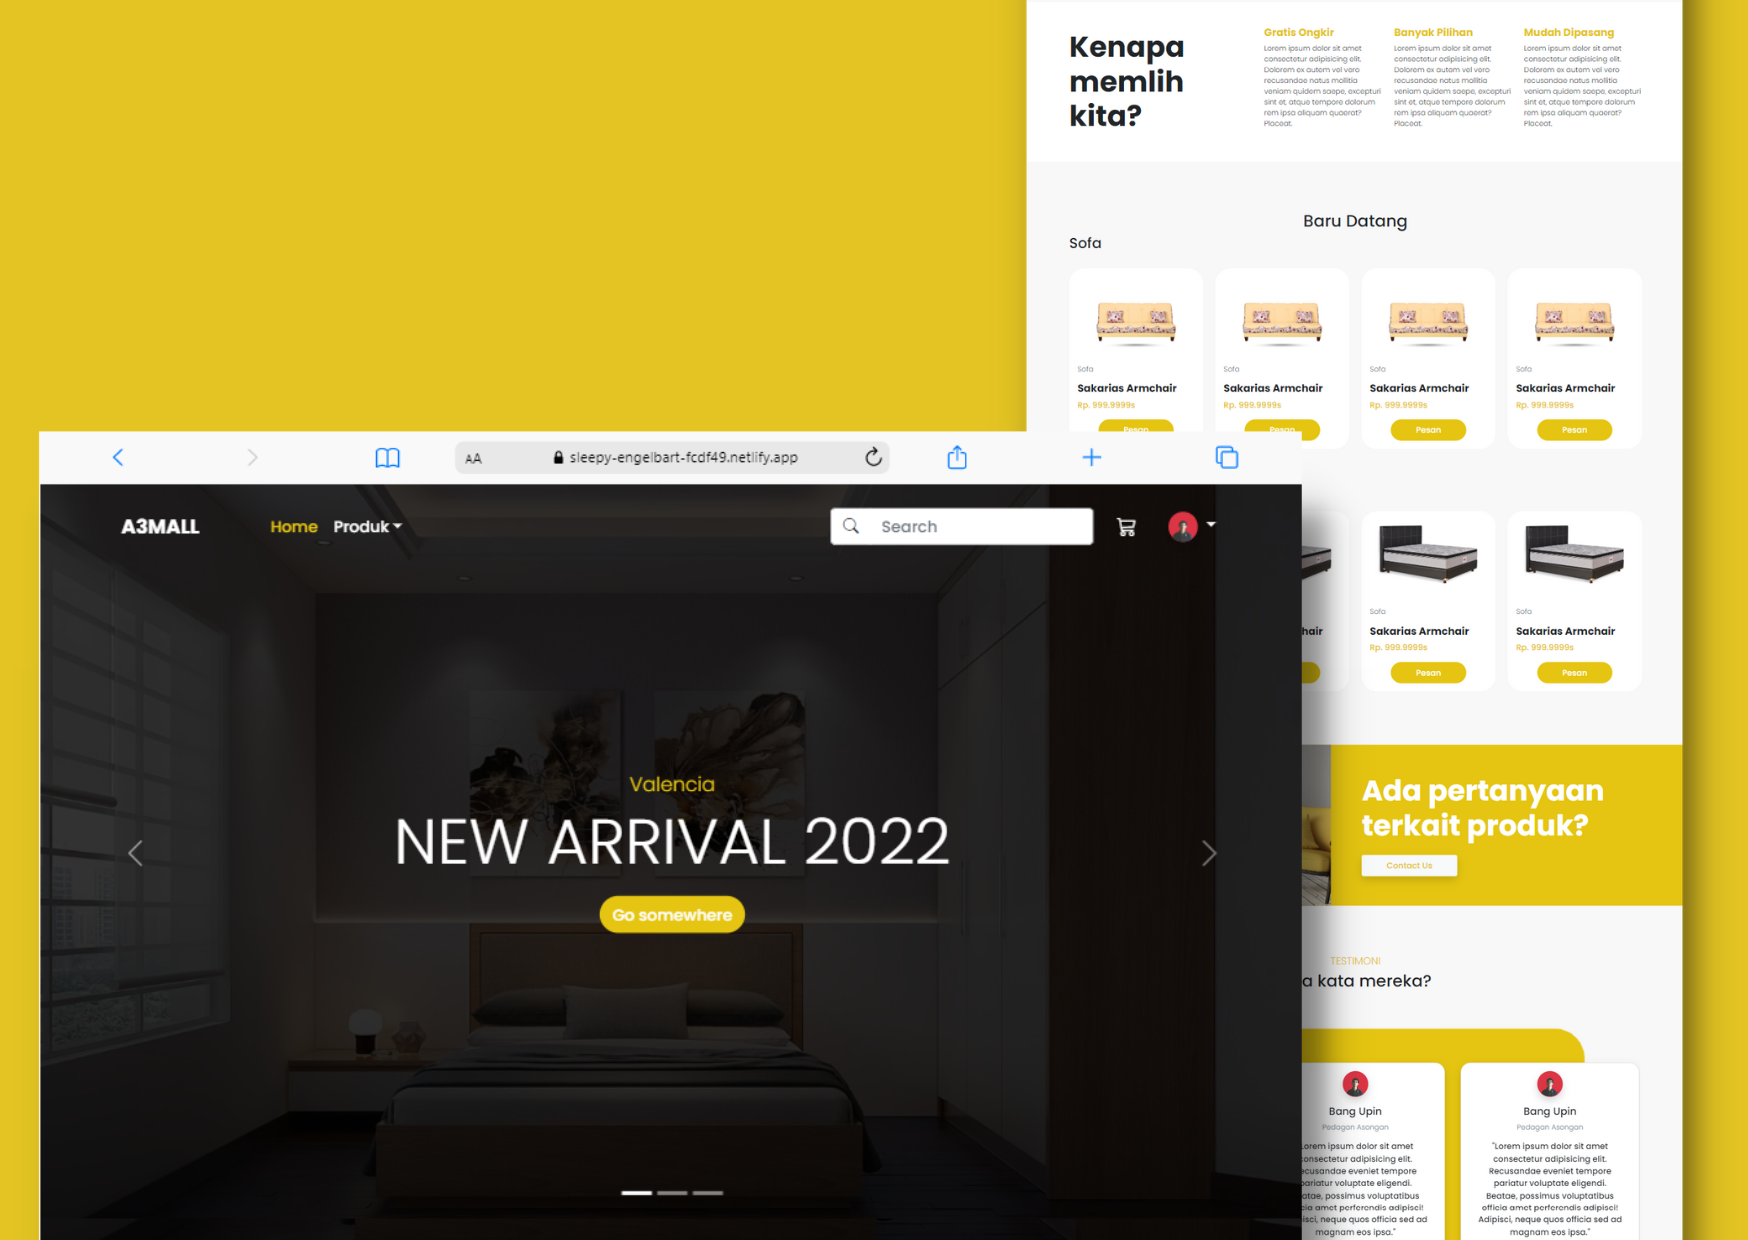 Kenapa
memlih
kita?
Gratis Ongkir
Lorem ipsum dolor sit amet
consectetur adipisicing elit.
Dolorem ex autem vel vero
recusandae natus mollitia
veniam quidem saepe, excepturi
sint et, atque tempore dolorum
rem ipsa aliquam quaerat?
Placeat.
Banyak Pilihan
Lorem ipsum dolor sit amet
consectetur adipisicing elit.
Dolorem ex autem vel vero
recusandae natus mollitia
veniam quidem saepe, excepturi
sint et, atque tempore dolorum
rem ipsa aliquam quaerat?
Placeat.
Mudah Dipasang
Lorem ipsum dolor sit amet
consectetur adipisicing elit.
Dolorem ex autem vel vero
recusandae natus mollitia
veniam quidem saepe, excepturi
sint et, atque tempore dolorum
rem ipsa aliquam quaerat?
Placeat.
Baru Datang
Sofa
Sofa
Sakarias Armchair
Rp. 999.9999s
Pesan
Sofa
Sakarias Armchair
Rp. 999.9999s
Pesan
Sofa
Sakarias Armchair
Rp. 999.9999s
Pesan
Sofa
Sakarias Armchair
Rp. 999.9999s
Pesan
AA
sleepy-engelbart-fcdf49.netlify.app
A3MALL
Home
Produk
Search
Valencia
NEW ARRIVAL 2022
Go somewhere
hair
Sofa
Sakarias Armchair
Rp. 999.9999s
Pesan
Sofa
Sakarias Armchair
Rp. 999.9999s
Pesan
Ada pertanyaan
terkait produk?
Contact Us
TESTIMONI
a kata mereka?
Bang Upin
Pedagan Asongan
orem ipsum dolor sit amet
onsectetur adipisicing elit.
ecusandae eveniet tempore
pariatur voluptate eligendi.
atae, possimus voluptatibus
cia amet perferendis adipisci!
isci, neque quos officia sed ad
magnam eos ipsa."
Bang Upin
Pedagan Asongan
"Lorem ipsum dolor sit amet
consectetur adipisicing elit.
Recusandae eveniet tempore
pariatur voluptate eligendi.
Beatae, possimus voluptatibus
officia amet perferendis adipisci!
Adipisci, neque quos officia sed ad
magnam eos ipsa."